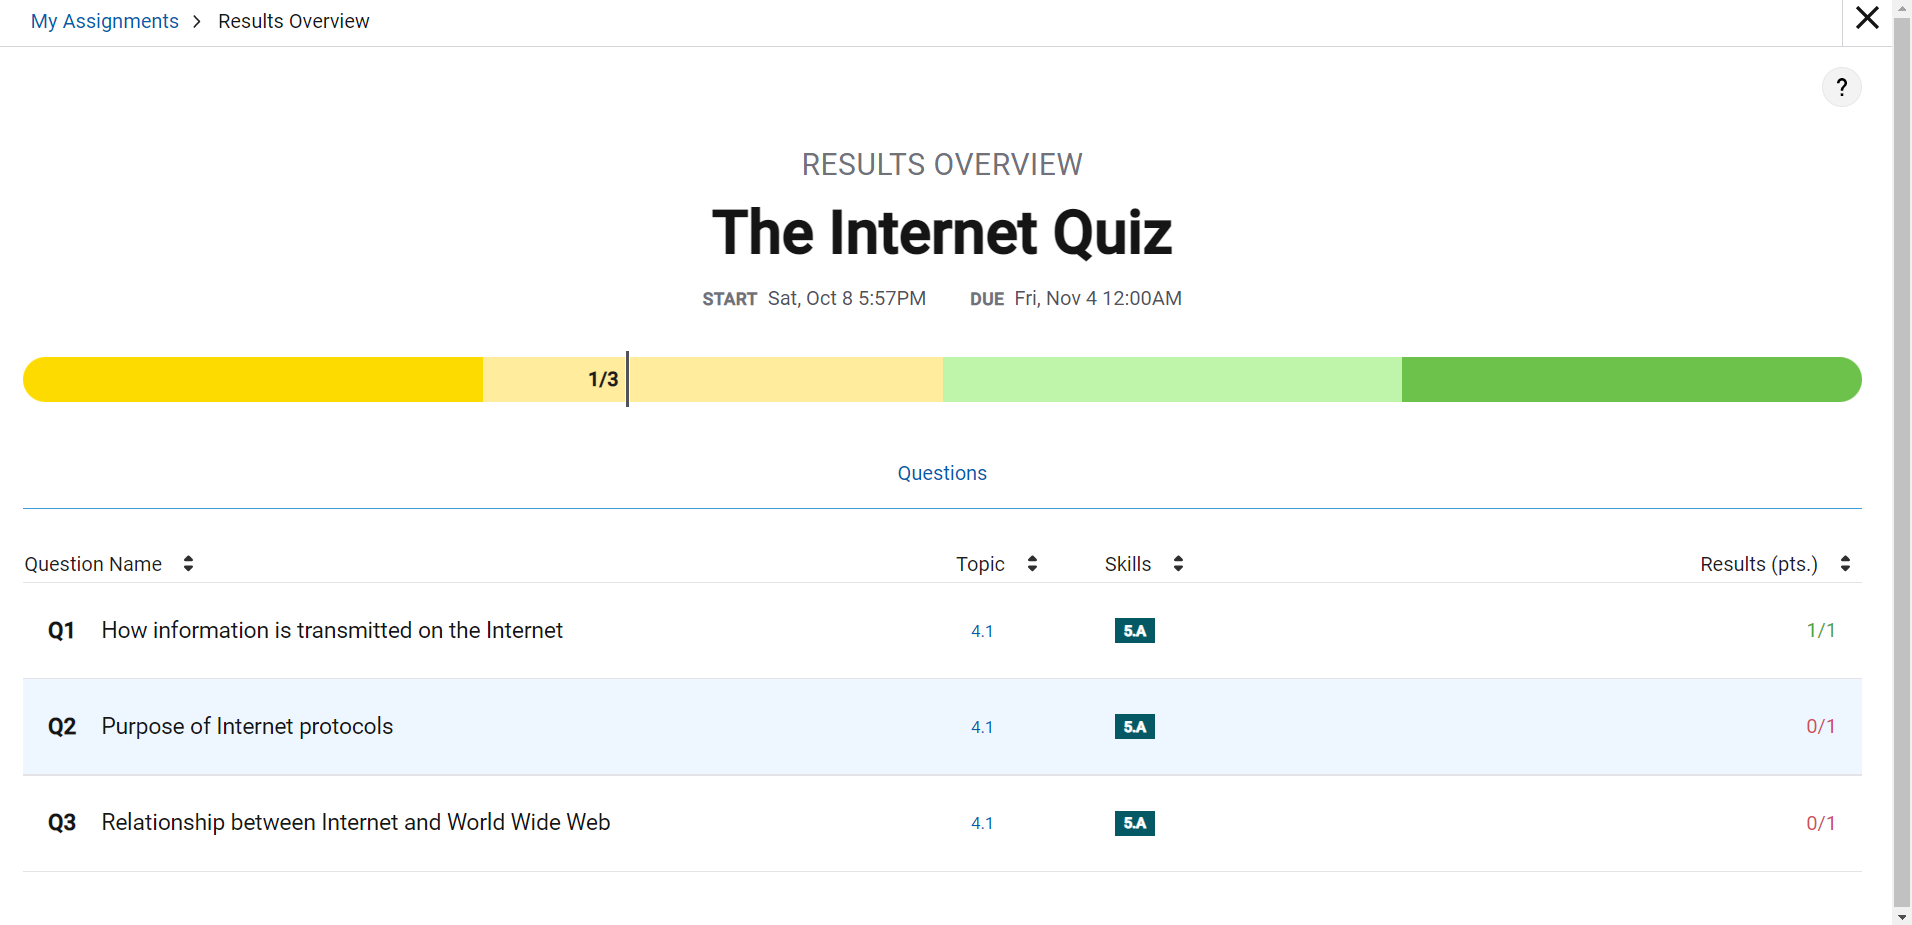 My Assignments > Results Overview
?
RESULTS OVERVIEW
The Internet Quiz
START Sat, Oct 8 5:57PM DUE Fri, Nov 4 12:00AM
1/3
Questions
Question Name Topic Skills Results (pts.)
Q1 How information is transmitted on the Internet 4.1 5.A 1/1
Q2 Purpose of Internet protocols 4.1 5.A 0/1
Q3 Relationship between Internet and World Wide Web 4.1 5.A 0/1